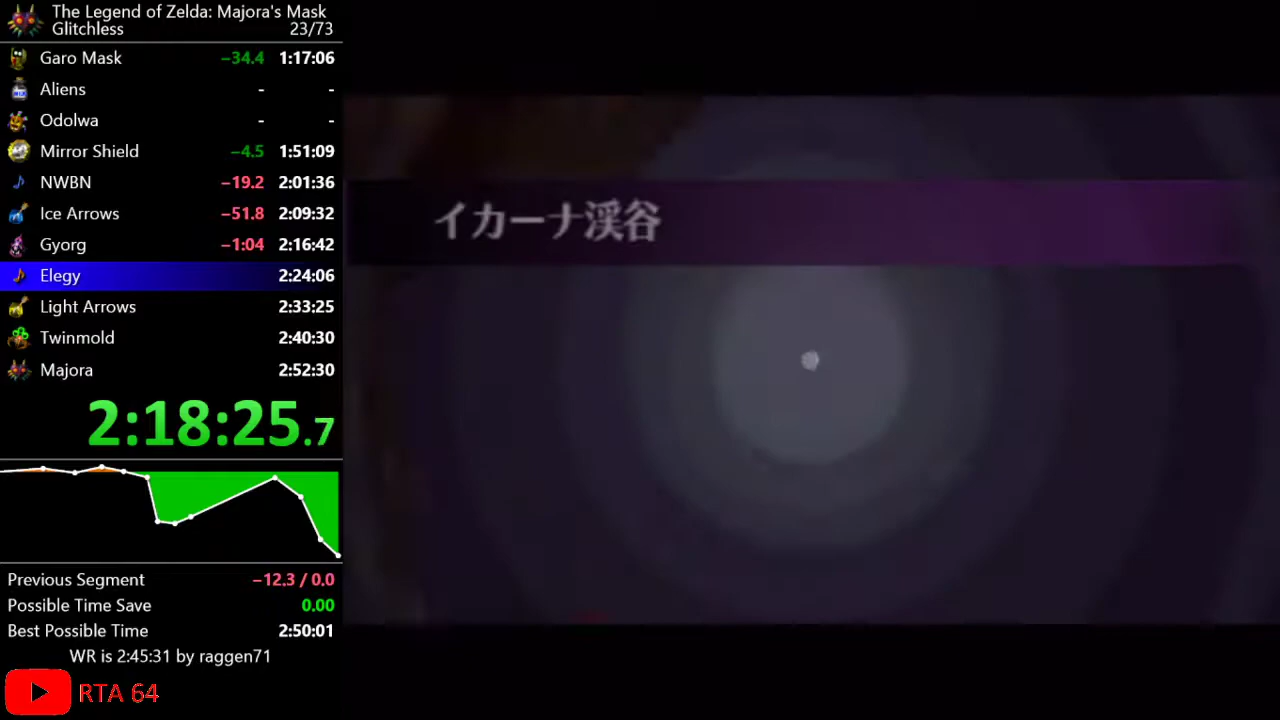 The Legend of Zelda: Majora's Mask
Glitchless 23/73
Garo Mask −34.4 1:17:06
Aliens - -
Odolwa - -
Mirror Shield −4.5 1:51:09
NWBN −19.2 2:01:36
Ice Arrows −51.8 2:09:32
Gyorg −1:04 2:16:42
Elegy 2:24:06
Light Arrows 2:33:25
Twinmold 2:40:30
Majora 2:52:30
2:18:25.7
Previous Segment −12.3 / 0.0
Possible Time Save 0.00
Best Possible Time 2:50:01
WR is 2:45:31 by raggen71
RTA 64
イカーナ渓谷